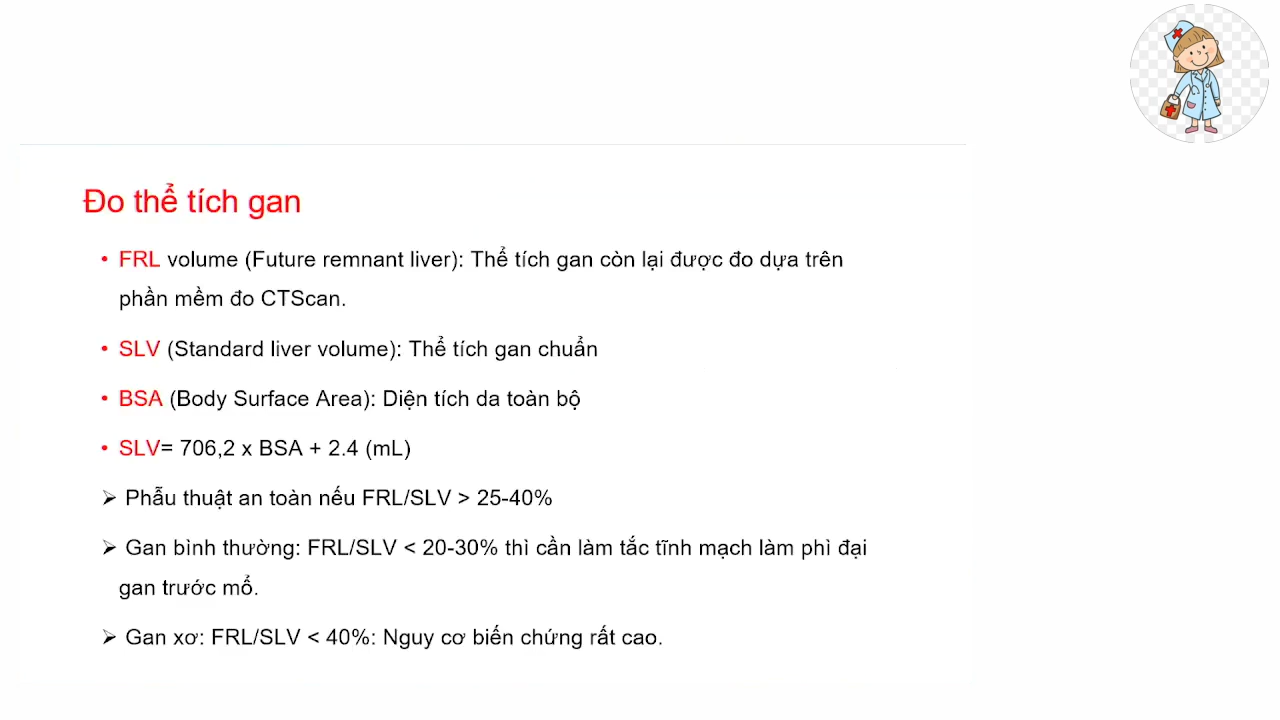 Đo thể tích gan
• FRL volume (Future remnant liver): Thể tích gan còn lại được đo dựa trên
phần mềm đo CTScan.
• SLV (Standard liver volume): Thể tích gan chuẩn
• BSA (Body Surface Area): Diện tích da toàn bộ
• SLV= 706,2 x BSA + 2.4 (mL)
➢ Phẫu thuật an toàn nếu FRL/SLV > 25-40%
➢ Gan bình thường: FRL/SLV < 20-30% thì cần làm tắc tĩnh mạch làm phì đại
gan trước mổ.
➢ Gan xơ: FRL/SLV < 40%: Nguy cơ biến chứng rất cao.